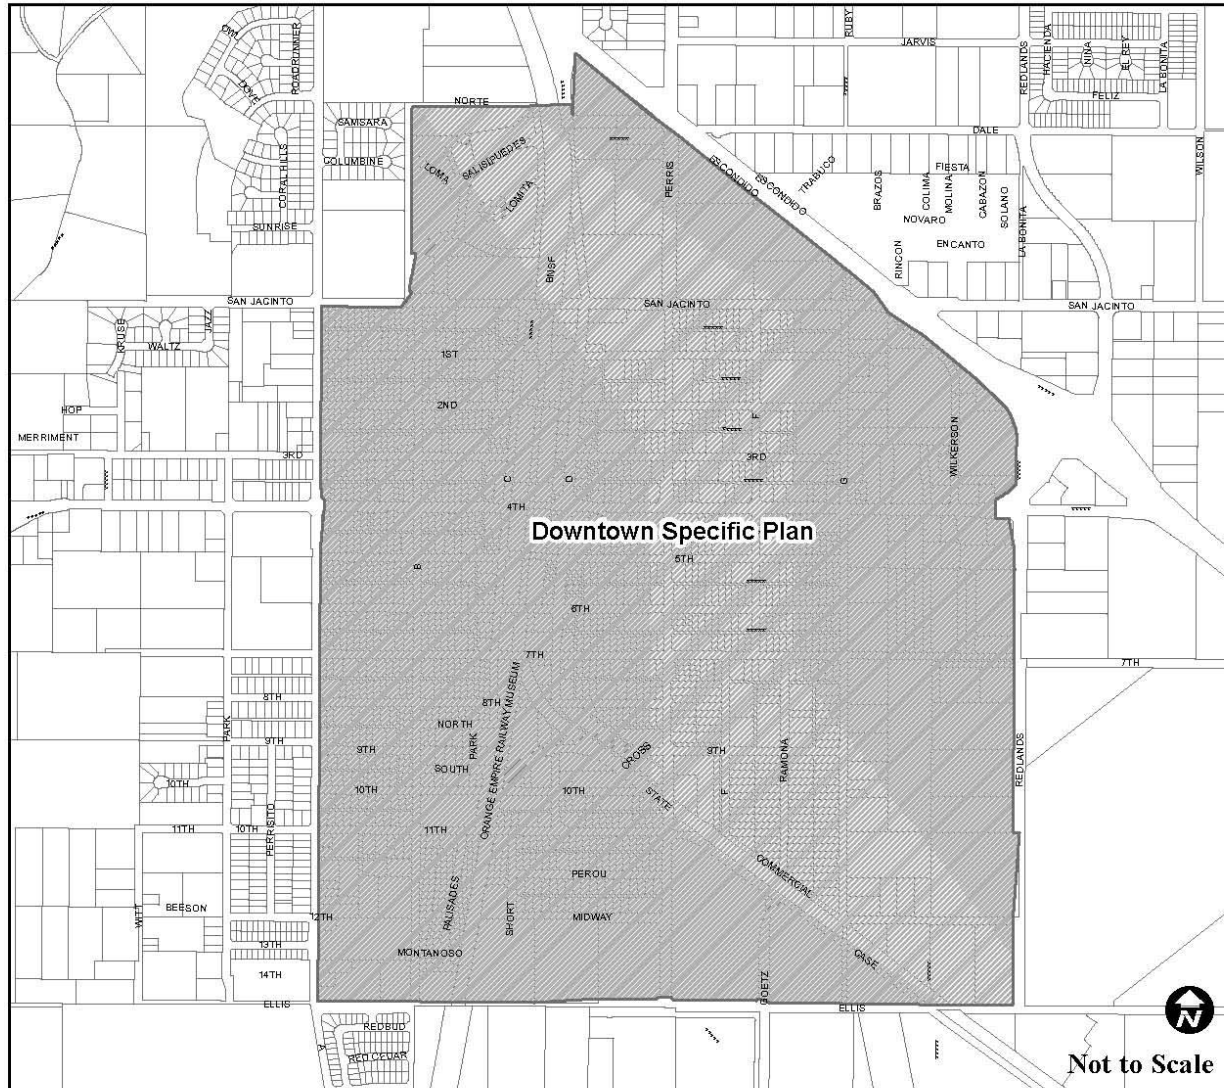 OWL
ROADRUNNER
RUBY
JARVIS
REDLANDS
HACIENDA
NINA
EL REY
LA BONITA
DOVE
NORTE
FELIZ
SAMSARA
DALE
COLUMBINE
CORAL HILLS
LOMA
SALISIPUEDES
LOMITA
PERRIS
ESCONDIDO
ESCONDIDO
TRABUCO
FIESTA
WILSON
BRAZOS
COLIMA
MOLINA
CABAZON
SOLANO
NOVARO
LA BONITA
SUNRISE
ENCANTO
RINCON
BNSF
SAN JACINTO
SAN JACINTO
SAN JACINTO
KRUSE
JAZZ
WALTZ
1ST
HOP
2ND
F
MERRIMENT
3RD
3RD
WILKERSON
C
D
G
4TH
Downtown Specific Plan
5TH
B
6TH
7TH
7TH
8TH
8TH
ORANGE EMPIRE RAILWAY MUSEUM
NORTH
PARK
PARK
9TH
9TH
CROSS
9TH
RAMONA
REDLANDS
SOUTH
10TH
10TH
10TH
STATE
F
11TH
10TH
PERRISITO
11TH
COMMERCIAL
PEROU
WITT
BEESON
12TH
PALISADES
SHORT
MIDWAY
13TH
MONTANOSO
CASE
14TH
GOETZ
ELLIS
ELLIS
A
REDBUD
RED CEDAR
N
Not to Scale